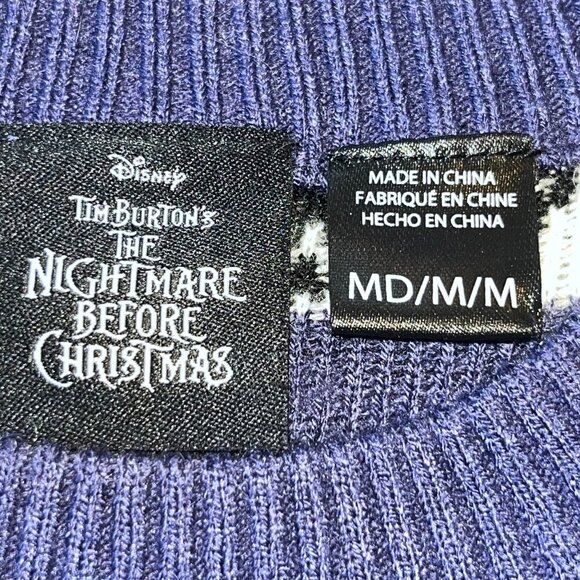 Disney
Tim Burton's
The
Nightmare
Before
Christmas
MADE IN CHINA
FABRIQUÉ EN CHINE
HECHO EN CHINA
MD/M/M